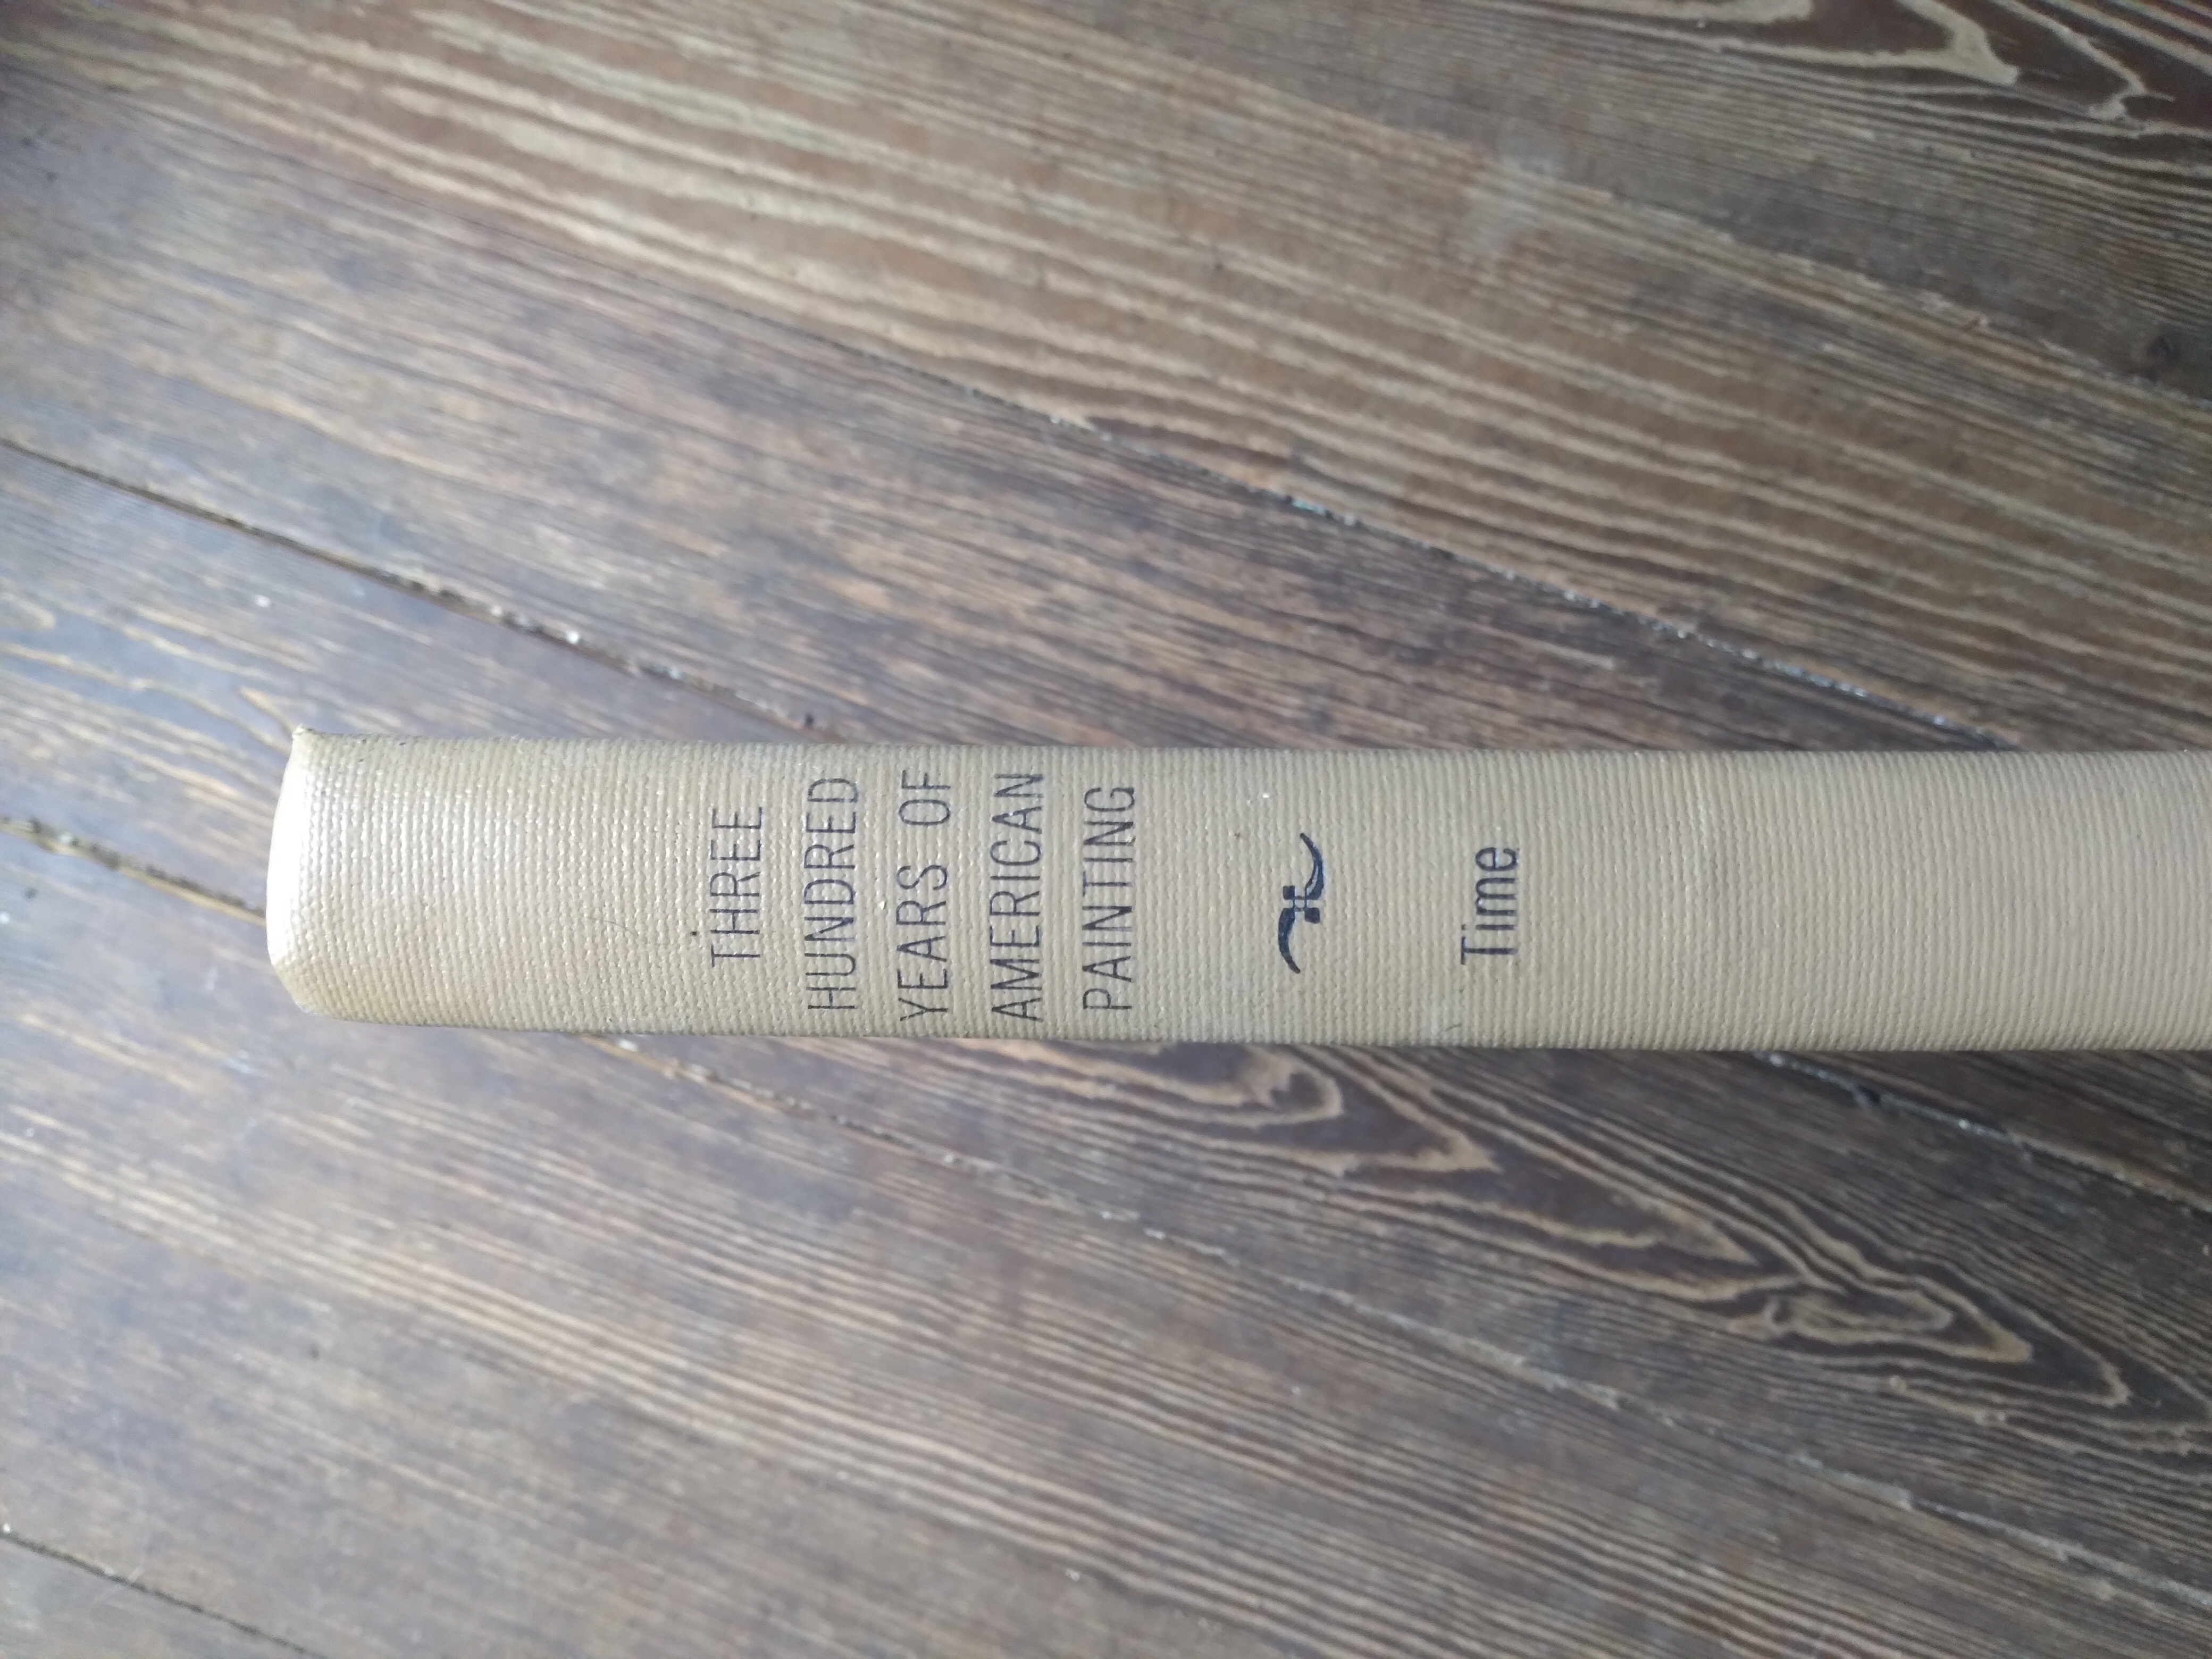 THREE
HUNDRED
YEARS OF
AMERICAN
PAINTING
Time